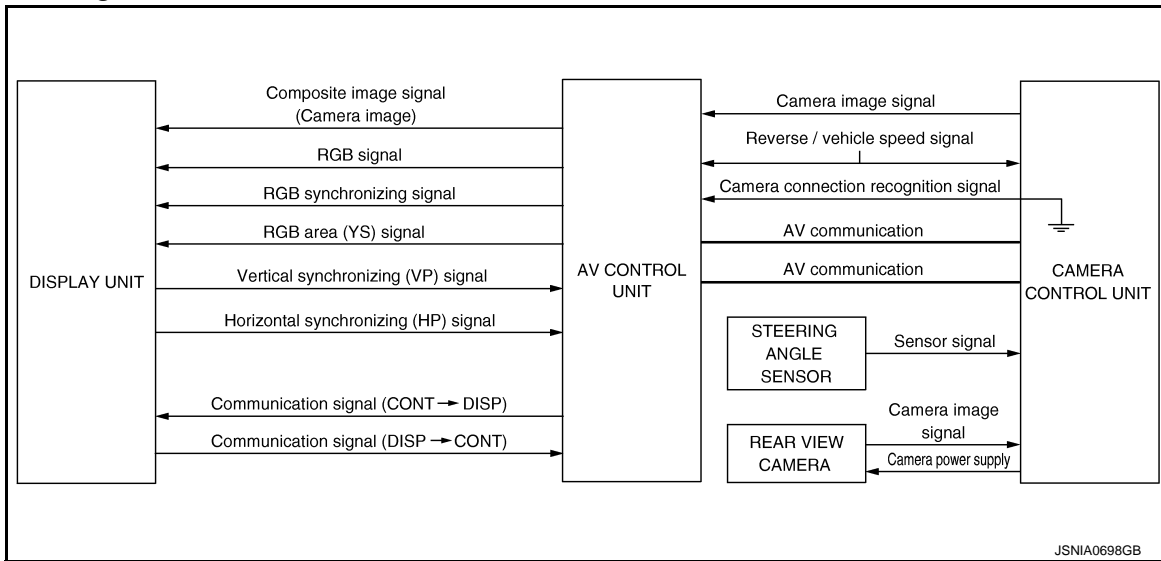 DISPLAY UNIT
Composite image signal
(Camera image)
RGB signal
RGB synchronizing signal
RGB area (YS) signal
Vertical synchronizing (VP) signal
Horizontal synchronizing (HP) signal
Communication signal (CONT → DISP)
Communication signal (DISP → CONT)
AV CONTROL
UNIT
Camera image signal
Reverse / vehicle speed signal
Camera connection recognition signal
AV communication
AV communication
STEERING
ANGLE
SENSOR
Sensor signal
REAR VIEW
CAMERA
Camera image
signal
Camera power supply
CAMERA
CONTROL UNIT
JSNIA0698GB